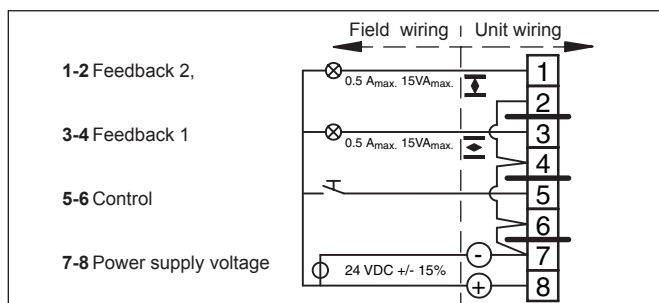 Field wiring Unit wiring
1-2 Feedback 2,
0.5 Amax. 15VAmax.
1
2
3-4 Feedback 1
0.5 Amax. 15VAmax.
3
4
5-6 Control
5
6
7-8 Power supply voltage
24 VDC +/- 15%
-
7
+
8